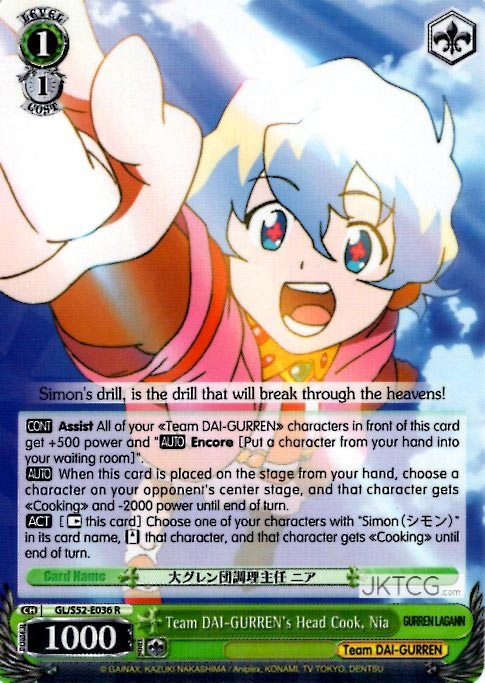 LEVEL
1
1
COST
Simon's drill, is the drill that will break through the heavens!
CONT Assist All of your «Team DAI-GURREN» characters in front of this card
get +500 power and "AUTO Encore [Put a character from your hand into
your waiting room]".
AUTO When this card is placed on the stage from your hand, choose a
character on your opponent's center stage, and that character gets
«Cooking» and -2000 power until end of turn.
ACT [ this card] Choose one of your characters with "Simon (シモン)"
in its card name, that character, and that character gets «Cooking» until
end of turn.
Card Name 大グレン団調理主任 ニア
JKTCG.com
CH GL/S52-E036 R
POWER 1000 SOUL Team DAI-GURREN's Head Cook, Nia GURREN LAGANN
Team DAI-GURREN
© GAINAX, KAZUKI NAKASHIMA / Aniplex, KONAMI, TV TOKYO, DENTSU